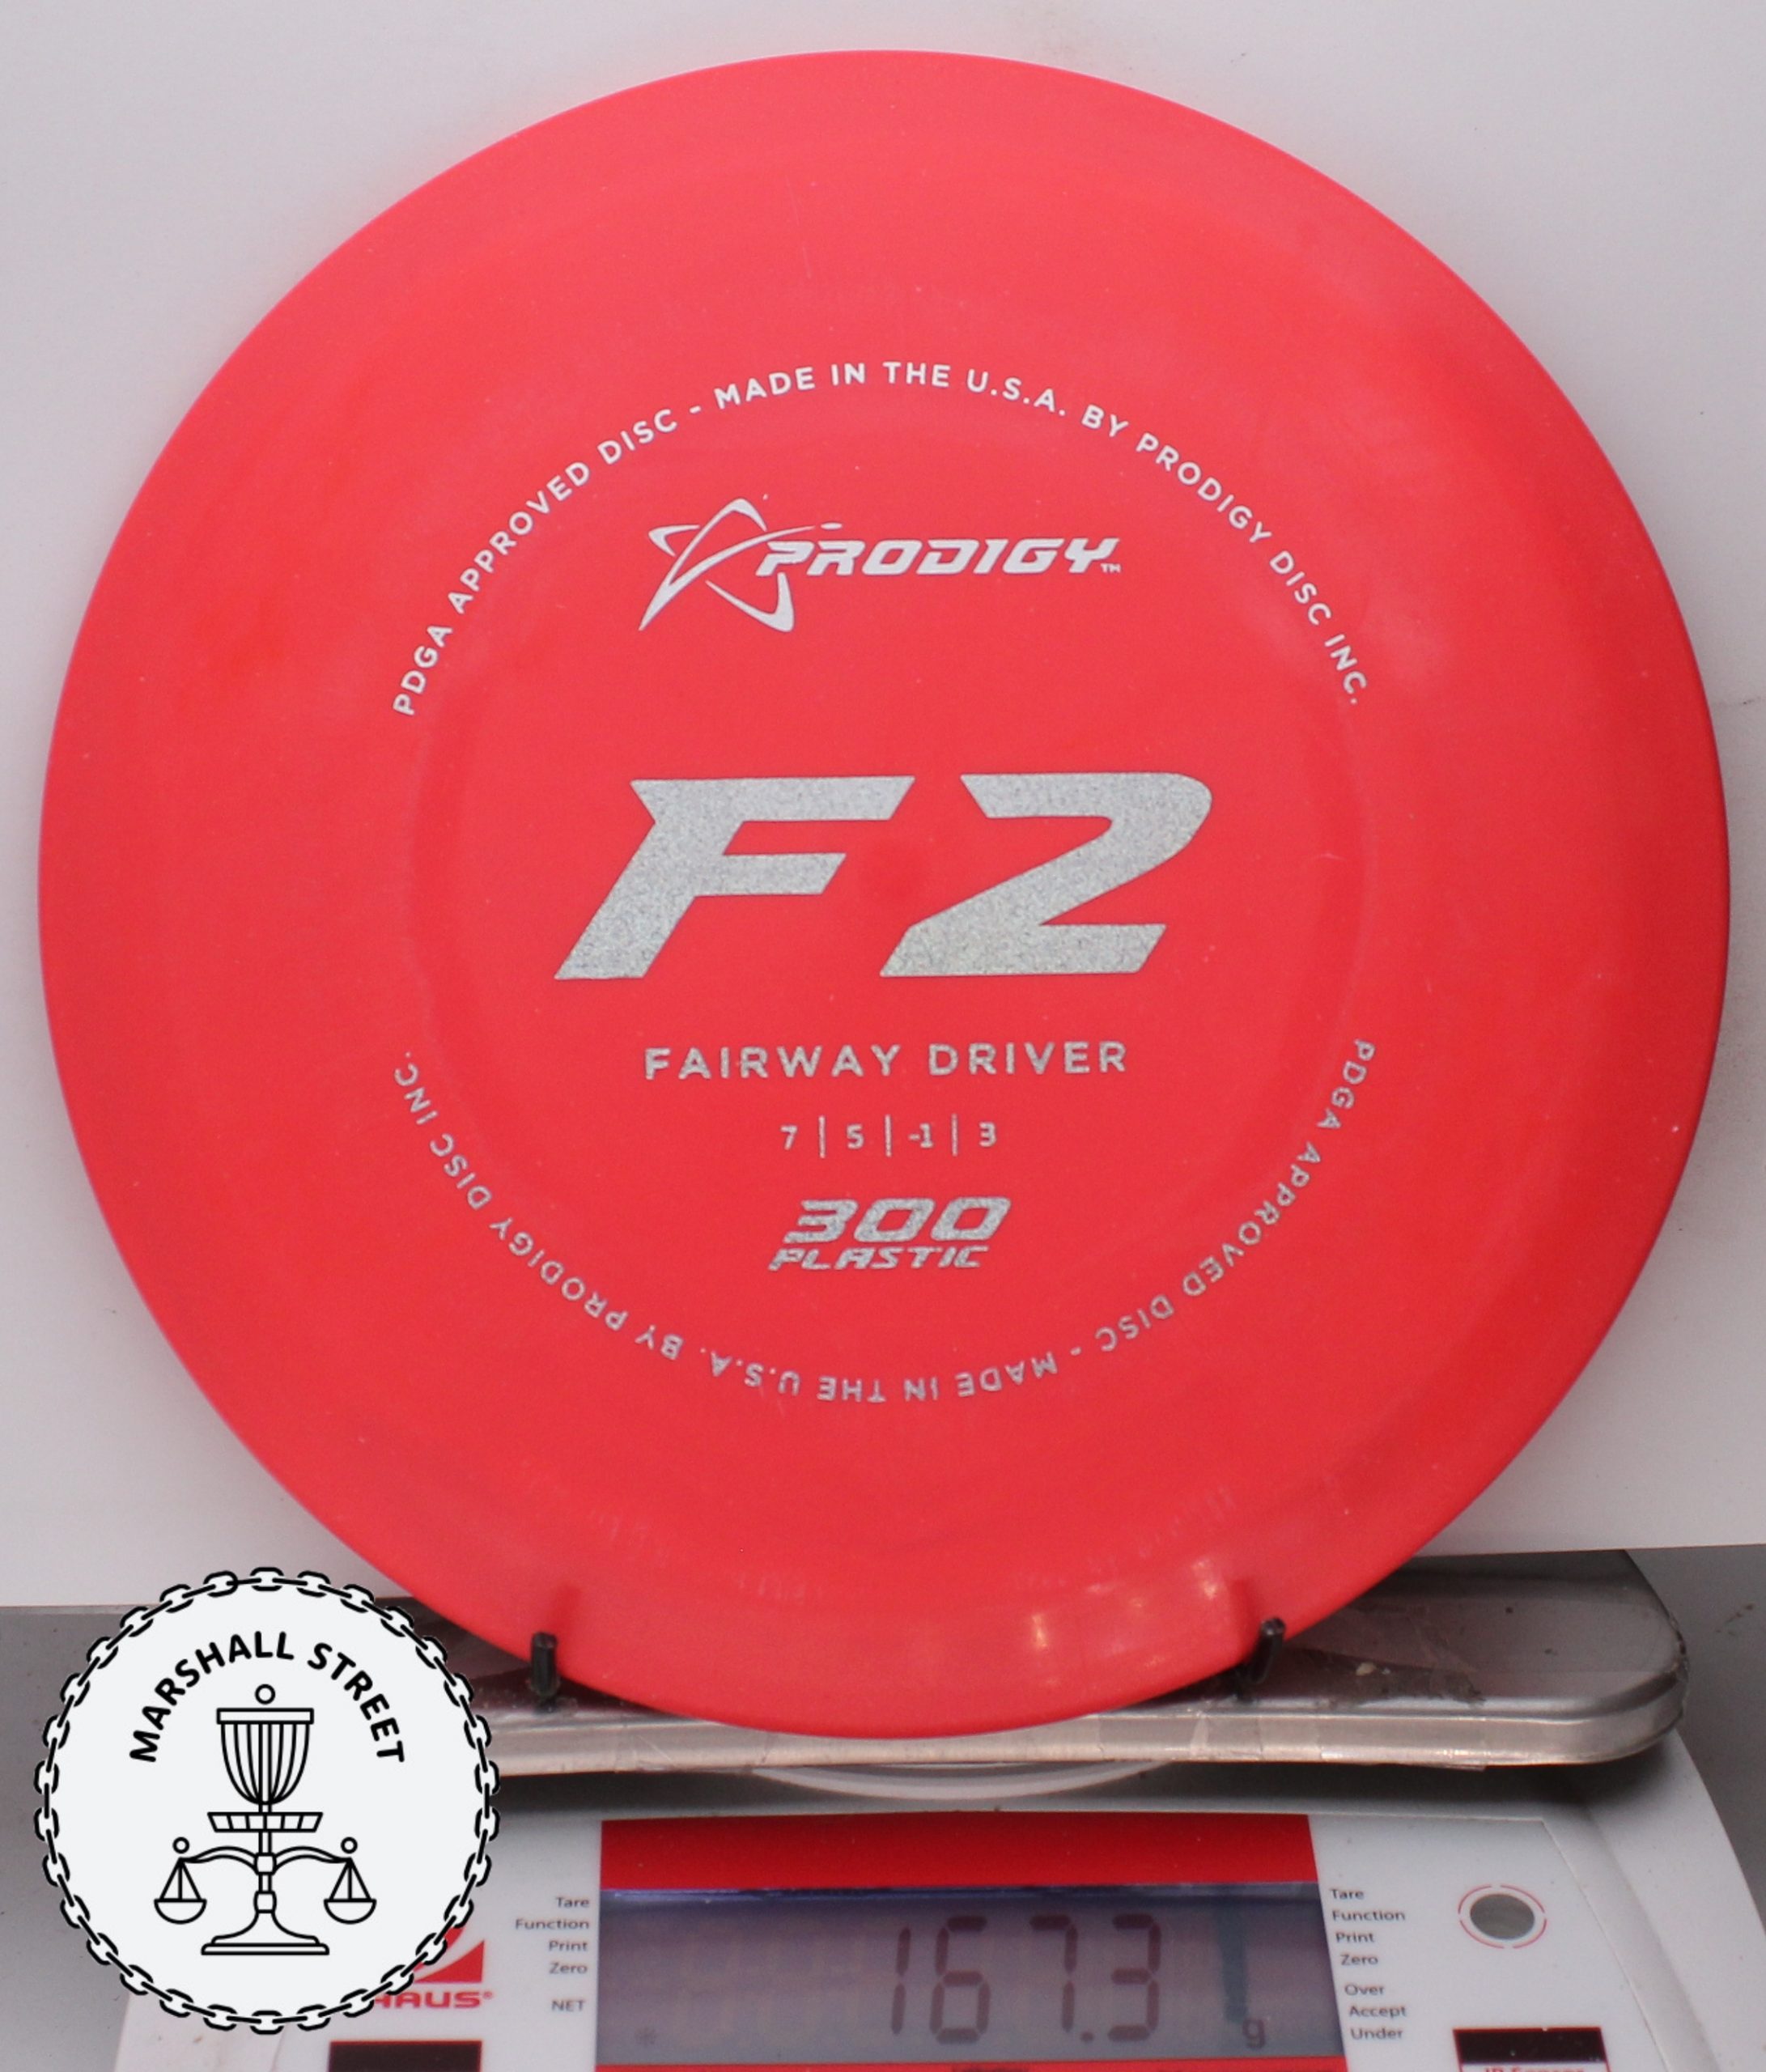 PDGA APPROVED DISC - MADE IN THE U.S.A. BY PRODIGY DISC INC.
PRODIGY™
F2
FAIRWAY DRIVER
7 | 5 | -1 | 3
300
PLASTIC
PDGA APPROVED DISC - MADE IN THE U.S.A. BY PRODIGY DISC INC.
MARSHALL STREET
Tare
Function
Print
Zero
NET
167.3 g
Tare
Function
Print
Zero
Over
Accept
Under